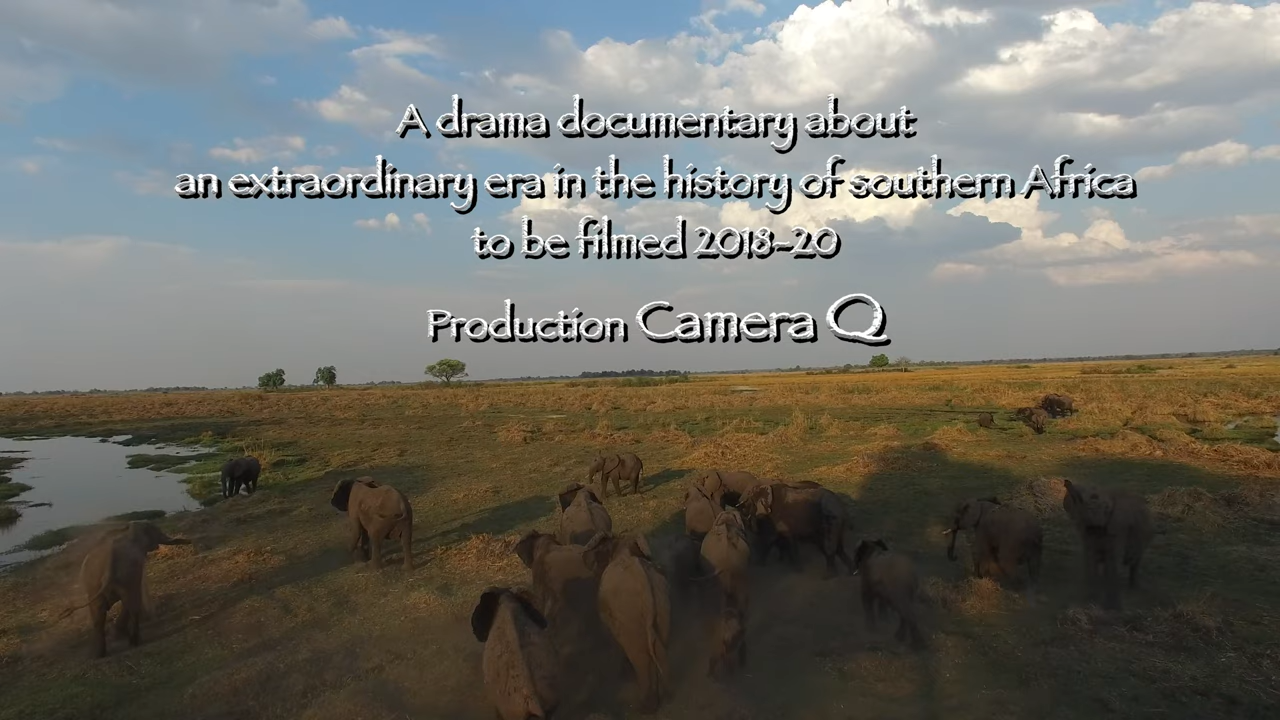 A drama documentary about
an extraordinary era in the history of southern Africa
to be filmed 2018-20
Production Camera Q